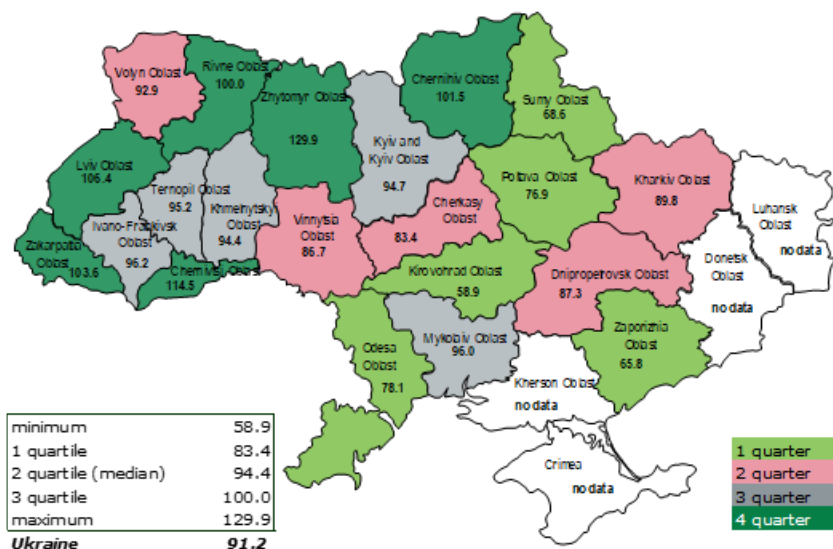 Volyn Oblast
92.9
Rivne Oblast
100.0
Zhytomyr Oblast
129.9
Chernihiv Oblast
101.5
Sumy Oblast
68.6
Kyiv and
Kyiv Oblast
94.7
Lviv Oblast
106.4
Ternopil Oblast
95.2
Khmelnytskyi
Oblast
94.4
Ivano-Frankivsk
Oblast
96.2
Zakarpattia
Oblast
103.6
Chernivtsi Oblast
114.5
Vinnytsia
Oblast
86.7
Cherkasy
Oblast
83.4
Poltava Oblast
76.9
Kharkiv Oblast
89.8
Luhansk
Oblast
no data
Donetsk
Oblast
no data
Kirovohrad Oblast
58.9
Dnipropetrovsk Oblast
87.3
Zaporizhia
Oblast
65.8
Odesa
Oblast
78.1
Mykolaiv Oblast
96.0
Kherson Oblast
no data
Crimea
no data
minimum 58.9
1 quartile 83.4
2 quartile (median) 94.4
3 quartile 100.0
maximum 129.9
Ukraine 91.2
1 quarter
2 quarter
3 quarter
4 quarter